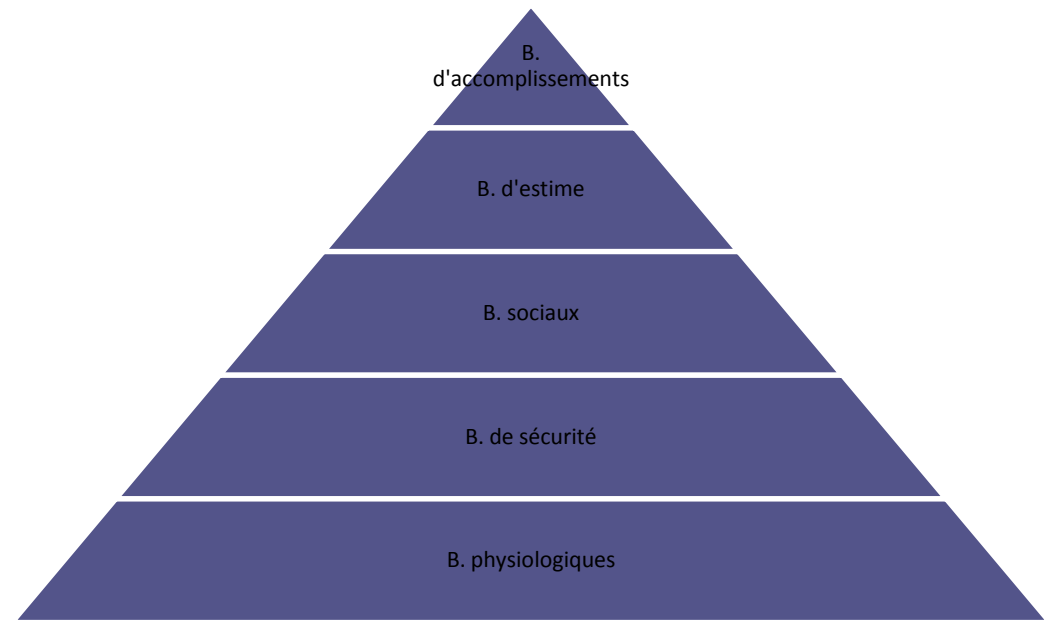 B.
d'accomplissements
B. d'estime
B. sociaux
B. de sécurité
B. physiologiques